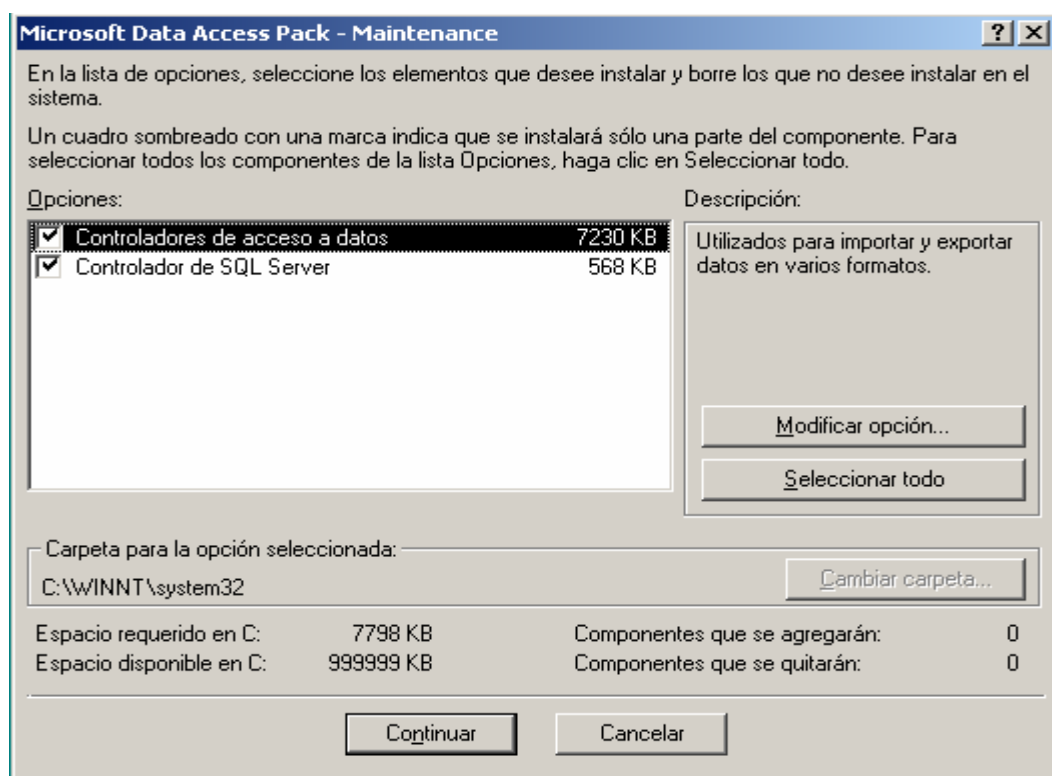 Microsoft Data Access Pack - Maintenance
En la lista de opciones, seleccione los elementos que desee instalar y borre los que no desee instalar en el
sistema.
Un cuadro sombreado con una marca indica que se instalará sólo una parte del componente. Para
seleccionar todos los componentes de la lista Opciones, haga clic en Seleccionar todo.
Opciones:
Descripción:
Controladores de acceso a datos 7230 KB
Controlador de SQL Server 568 KB
Utilizados para importar y exportar
datos en varios formatos.
Modificar opción...
Seleccionar todo
Carpeta para la opción seleccionada:
C:\WINNT\system32
Cambiar carpeta...
Espacio requerido en C: 7798 KB Componentes que se agregarán: 0
Espacio disponible en C: 999999 KB Componentes que se quitarán: 0
Continuar Cancelar